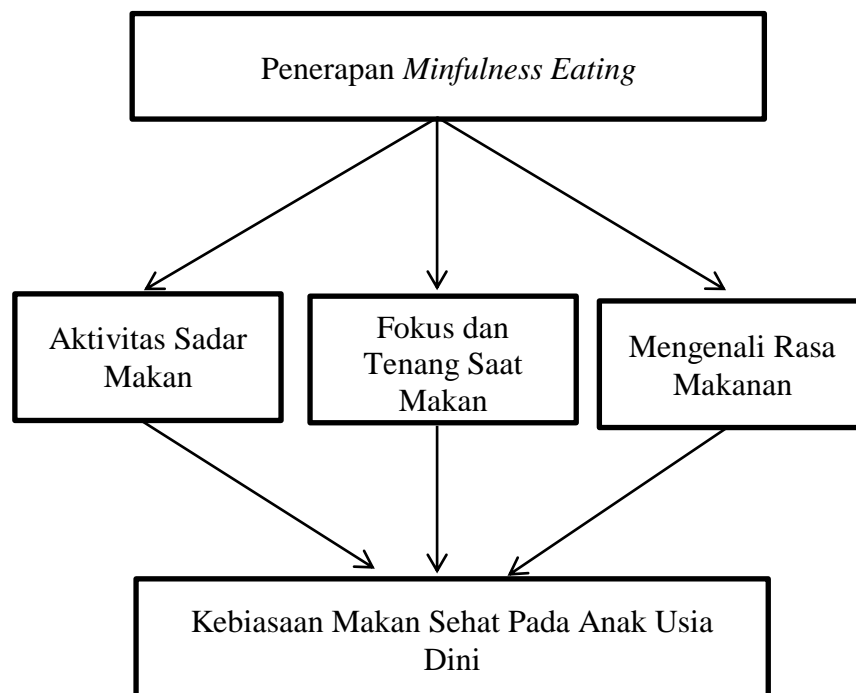 Penerapan Minfulness Eating
Aktivitas Sadar
Makan
Fokus dan
Tenang Saat
Makan
Mengenali Rasa
Makanan
Kebiasaan Makan Sehat Pada Anak Usia
Dini